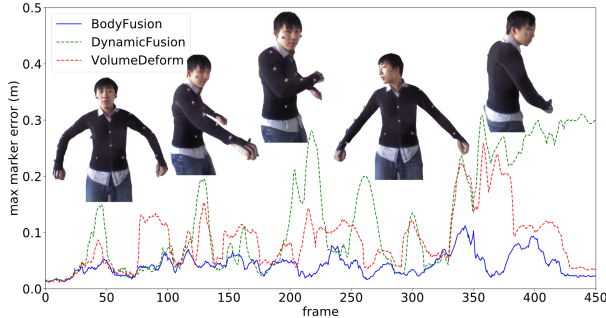 0.5
0.4
0.3
0.2
0.1
0.0
max marker error (m)
BodyFusion
DynamicFusion
VolumeDeform
0 50 100 150 200 250 300 350 400 450
frame